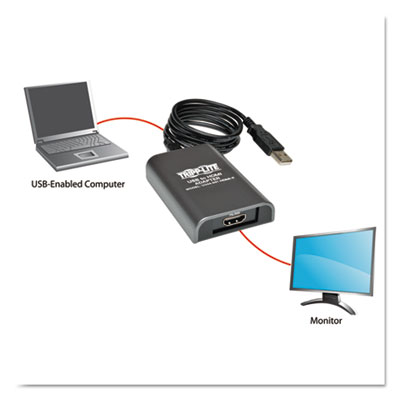 USB-Enabled Computer
TRIPP·LITE
USB to HDMI
ADAPTER
Monitor